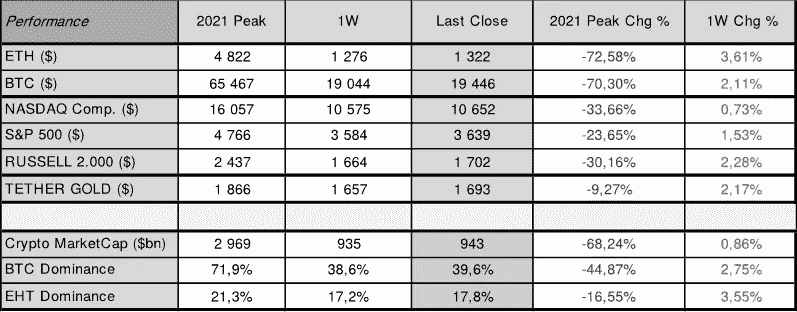 Performance 2021 Peak 1W Last Close 2021 Peak Chg % 1W Chg %
ETH ($) 4 822 1 276 1 322 -72,58% 3,61%
BTC ($) 65 467 19 044 19 446 -70,30% 2,11%
NASDAQ Comp. ($) 16 057 10 575 10 652 -33,66% 0,73%
S&P 500 ($) 4 766 3 584 3 639 -23,65% 1,53%
RUSSELL 2.000 ($) 2 437 1 664 1 702 -30,16% 2,28%
TETHER GOLD ($) 1 866 1 657 1 693 -9,27% 2,17%
Crypto MarketCap ($bn) 2 969 935 943 -68,24% 0,86%
BTC Dominance 71,9% 38,6% 39,6% -44,87% 2,75%
EHT Dominance 21,3% 17,2% 17,8% -16,55% 3,55%